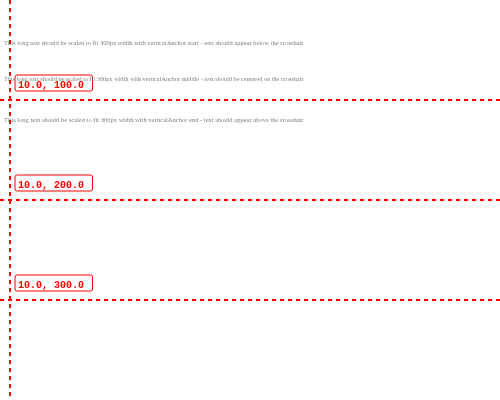 This long text should be scaled to fit 300px width with verticalAnchor start - text should appear below the crosshair
This long text should be scaled to fit 300px width with verticalAnchor middle - text should be centered on the crosshair
10.0, 100.0
This long text should be scaled to fit 300px width with verticalAnchor end - text should appear above the crosshair
10.0, 200.0
10.0, 300.0